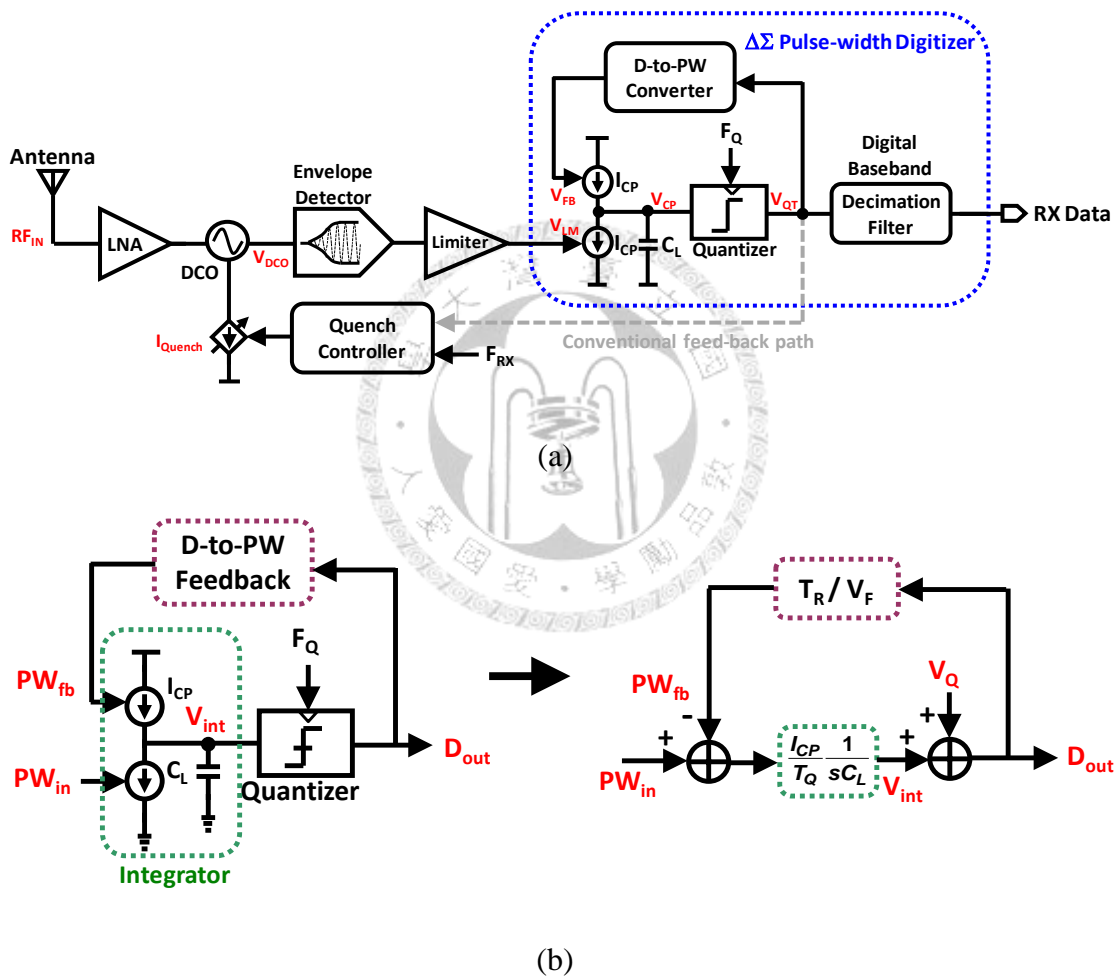 ΔΣ Pulse-width Digitizer
D-to-PW
Converter
F_Q
Digital
Baseband
Antenna
Envelope
Detector
I_CP
V_FB
V_CP
V_QT
Decimation
Filter
RX Data
RF_IN
LNA
DCO
V_DCO
Limiter
V_LM
I_CP
C_L
Quantizer
I_Quench
Quench
Controller
F_RX
Conventional feed-back path
(a)
D-to-PW
Feedback
T_R / V_F
F_Q
PW_fb
I_CP
V_int
V_Q
PW_fb
PW_in
C_L
Quantizer
D_out
Integrator
+
-
PW_in
I_CP 1
T_Q sC_L
+
+
V_int
D_out
(b)